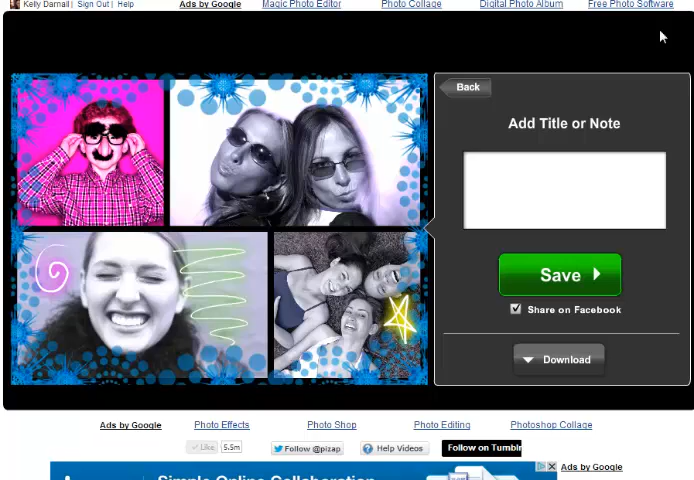 Kelly Darnall | Sign Out | Help Ads by Google Magic Photo Editor Photo Collage Digital Photo Album Free Photo Software
Back
Add Title or Note
Save
Share on Facebook
Download
Ads by Google Photo Effects Photo Shop Photo Editing Photoshop Collage
Like 5.5m Follow @pizap Help Videos Follow on Tumblr
Simple Online Collaboration
Ads by Google